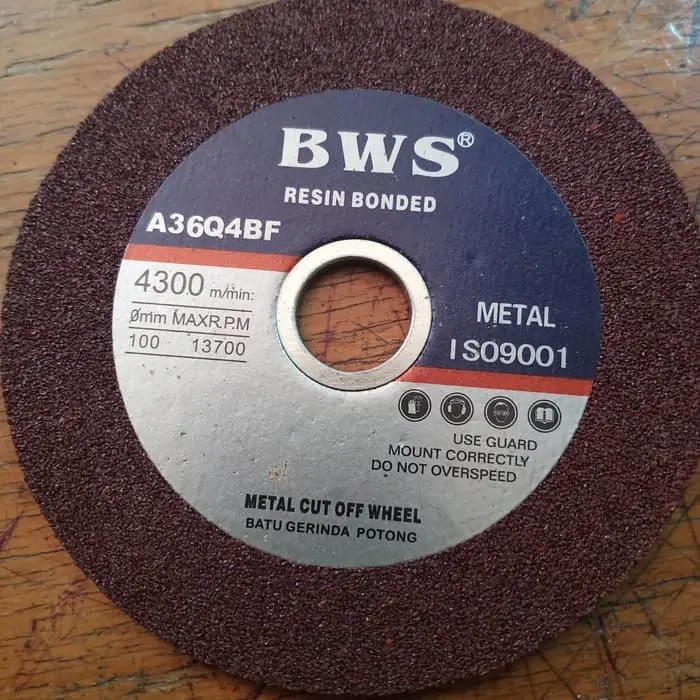 BWS®
RESIN BONDED
A36Q4BF
4300 m/min:
Ømm MAXR.P.M
100 13700
METAL
ISO9001
USE GUARD
MOUNT CORRECTLY
DO NOT OVERSPEED
METAL CUT OFF WHEEL
BATU GERINDA POTONG